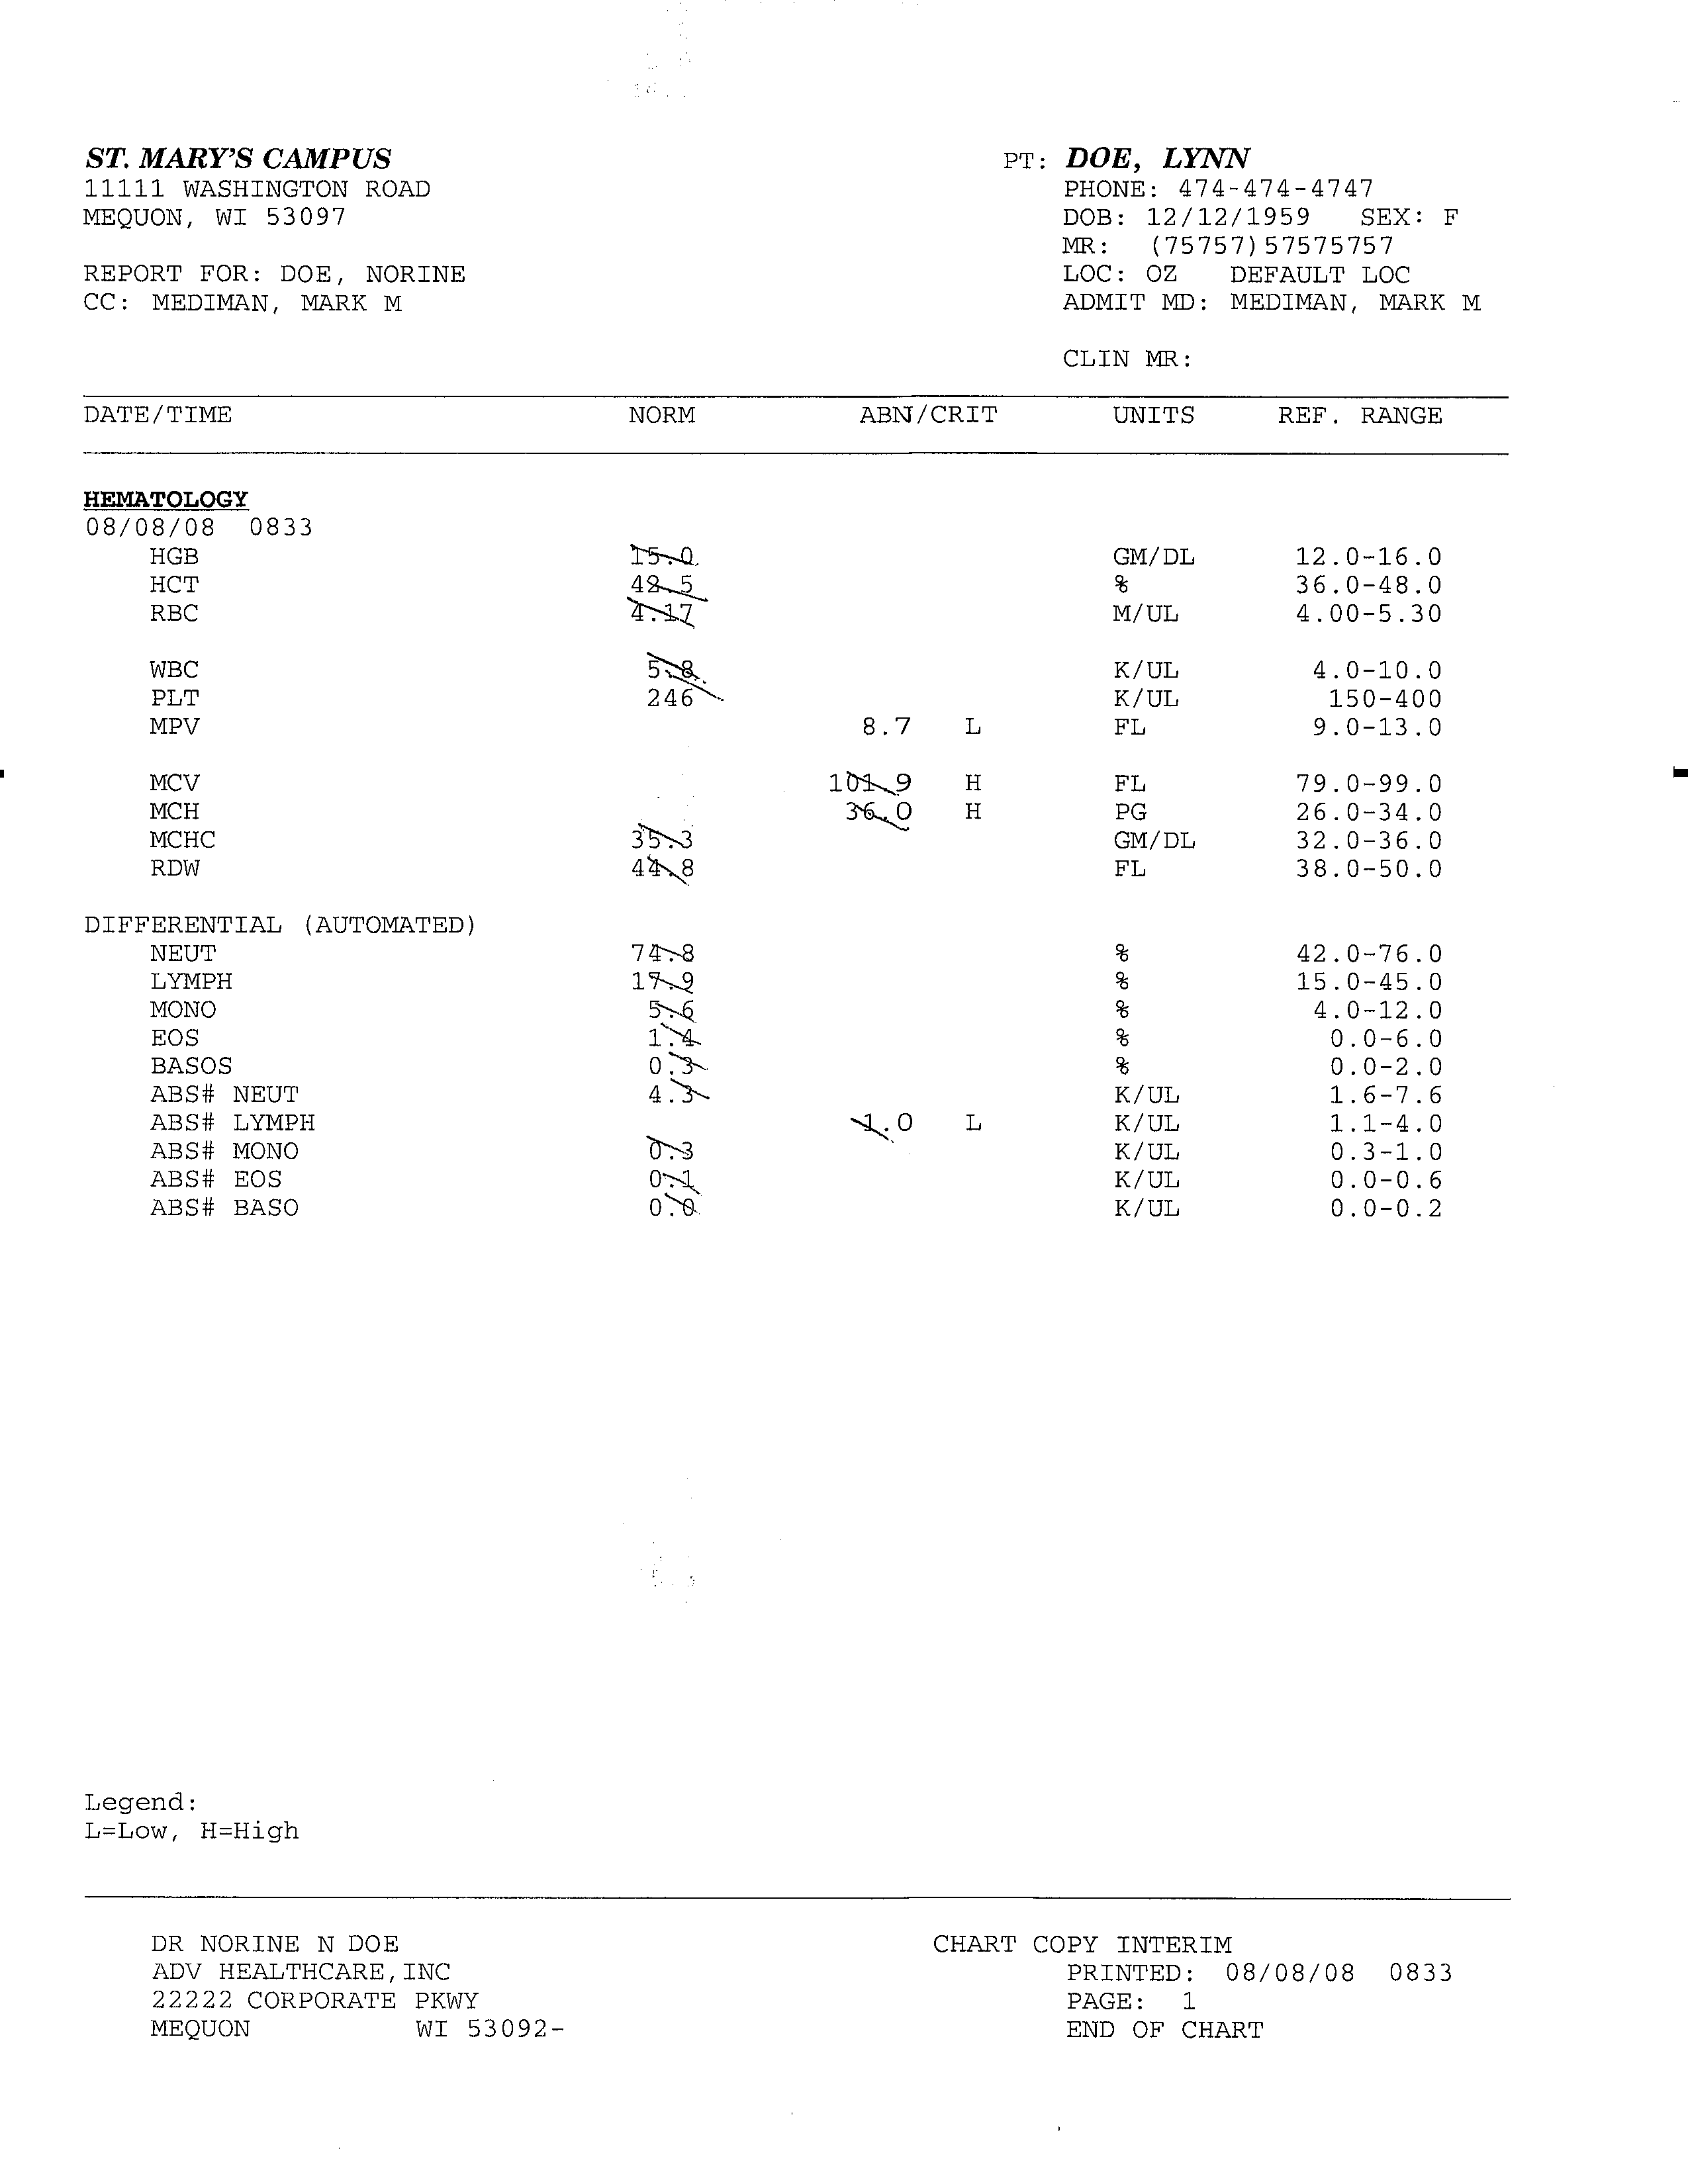 ST. MARY'S CAMPUS PT: DOE, LYNN
11111 WASHINGTON ROAD PHONE: 474-474-4747
MEQUON, WI 53097 DOB: 12/12/1959 SEX: F
MR: (75757)57575757
REPORT FOR: DOE, NORINE LOC: OZ DEFAULT LOC
CC: MEDIMAN, MARK M ADMIT MD: MEDIMAN, MARK M
CLIN MR:
DATE/TIME NORM ABN/CRIT UNITS REF. RANGE
HEMATOLOGY
08/08/08 0833
HGB 15.0 GM/DL 12.0-16.0
HCT 42.5 % 36.0-48.0
RBC 4.17 M/UL 4.00-5.30
WBC 5.8 K/UL 4.0-10.0
PLT 246 K/UL 150-400
MPV 8.7 L FL 9.0-13.0
MCV 101.9 H FL 79.0-99.0
MCH 36.0 H PG 26.0-34.0
MCHC 35.3 GM/DL 32.0-36.0
RDW 44.8 FL 38.0-50.0
DIFFERENTIAL (AUTOMATED)
NEUT 74.8 % 42.0-76.0
LYMPH 17.9 % 15.0-45.0
MONO 5.6 % 4.0-12.0
EOS 1.4 % 0.0-6.0
BASOS 0.3 % 0.0-2.0
ABS# NEUT 4.3 K/UL 1.6-7.6
ABS# LYMPH 1.0 L K/UL 1.1-4.0
ABS# MONO 0.3 K/UL 0.3-1.0
ABS# EOS 0.1 K/UL 0.0-0.6
ABS# BASO 0.0 K/UL 0.0-0.2
Legend:
L=Low, H=High
DR NORINE N DOE CHART COPY INTERIM
ADV HEALTHCARE,INC PRINTED: 08/08/08 0833
22222 CORPORATE PKWY PAGE: 1
MEQUON WI 53092- END OF CHART